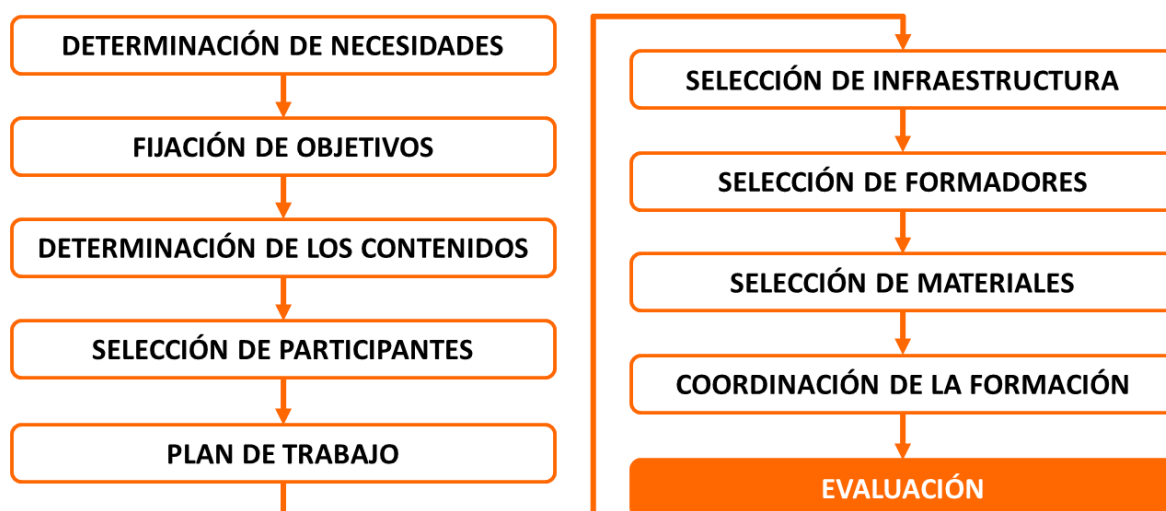 DETERMINACIÓN DE NECESIDADES
FIJACIÓN DE OBJETIVOS
DETERMINACIÓN DE LOS CONTENIDOS
SELECCIÓN DE PARTICIPANTES
PLAN DE TRABAJO
SELECCIÓN DE INFRAESTRUCTURA
SELECCIÓN DE FORMADORES
SELECCIÓN DE MATERIALES
COORDINACIÓN DE LA FORMACIÓN
EVALUACIÓN